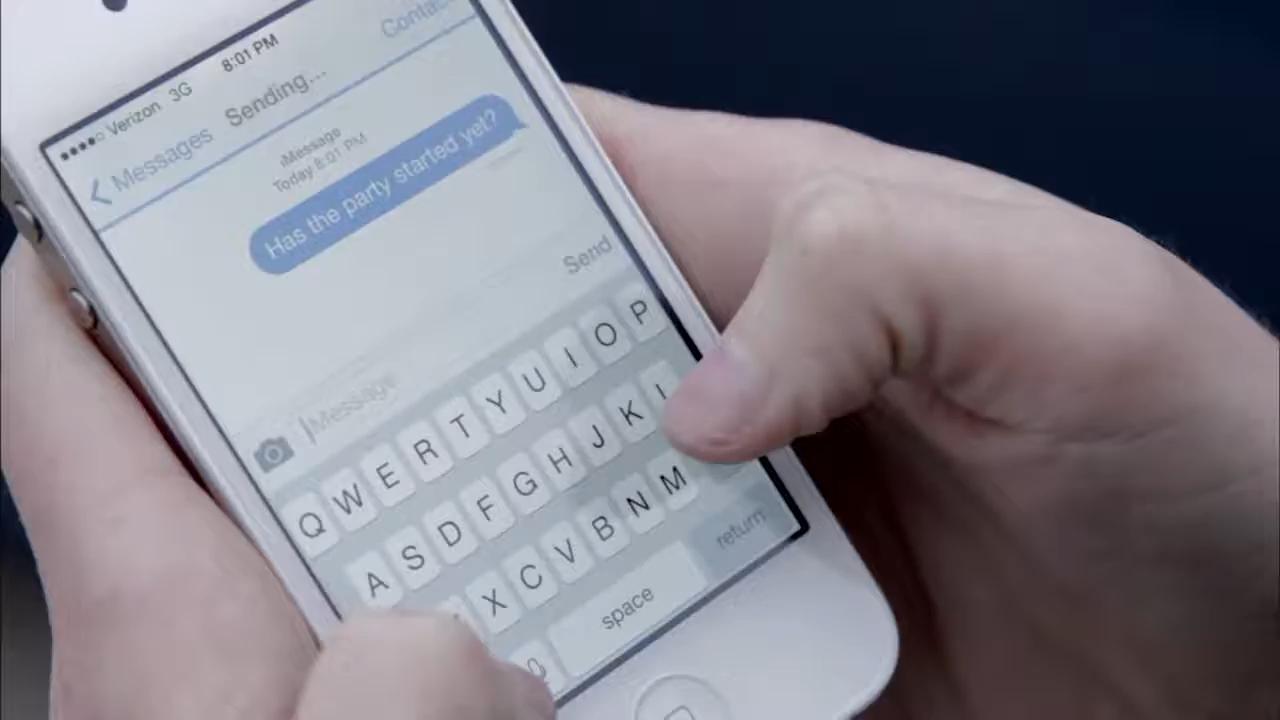 Verizon 3G 8:01 PM
Messages Sending...
iMessage
Today 8:01 PM
Has the party started yet?
iMessage Send
Q W E R T Y U I O P
A S D F G H J K L
X C V B N M
space return